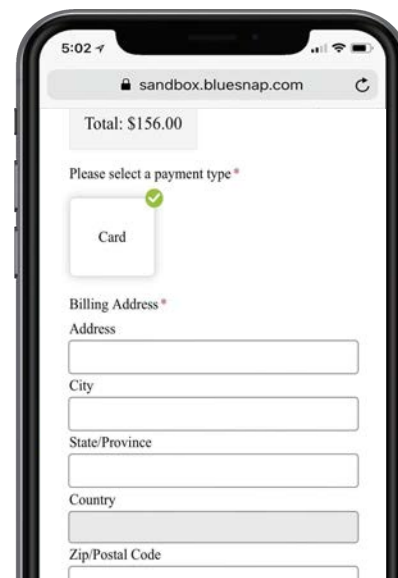 5:02
sandbox.bluesnap.com
Total: $156.00
Please select a payment type *
Card
Billing Address *
Address
City
State/Province
Country
Zip/Postal Code